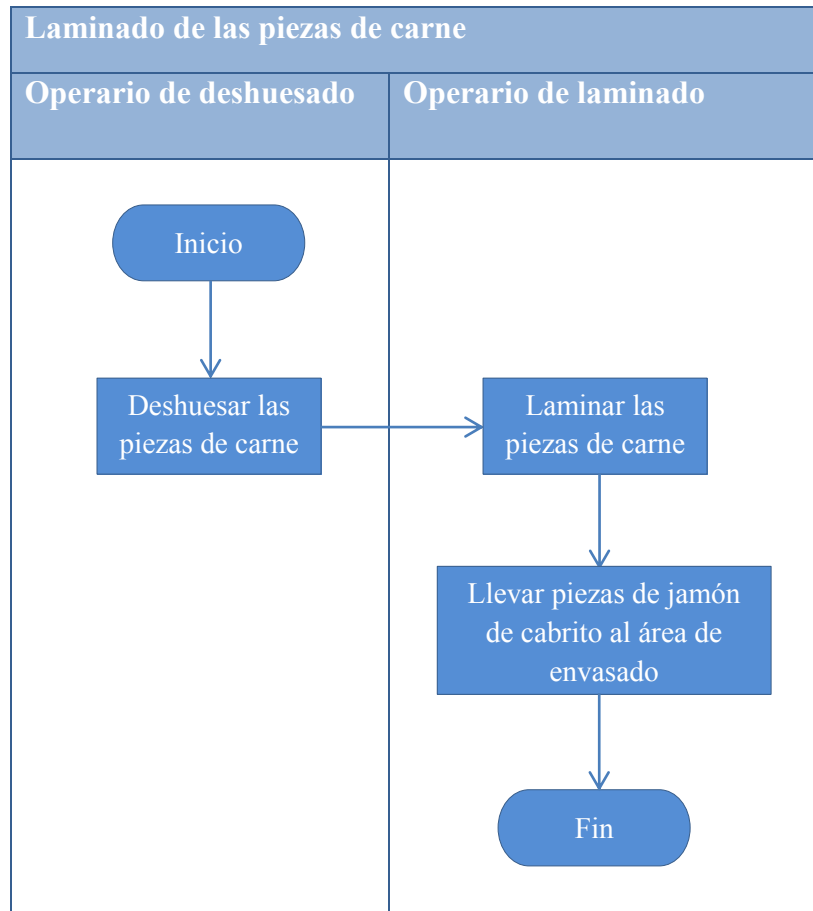 Laminado de las piezas de carne
Operario de deshuesado
Operario de laminado
Inicio
Deshuesar las
piezas de carne
Laminar las
piezas de carne
Llevar piezas de jamón
de cabrito al área de
envasado
Fin